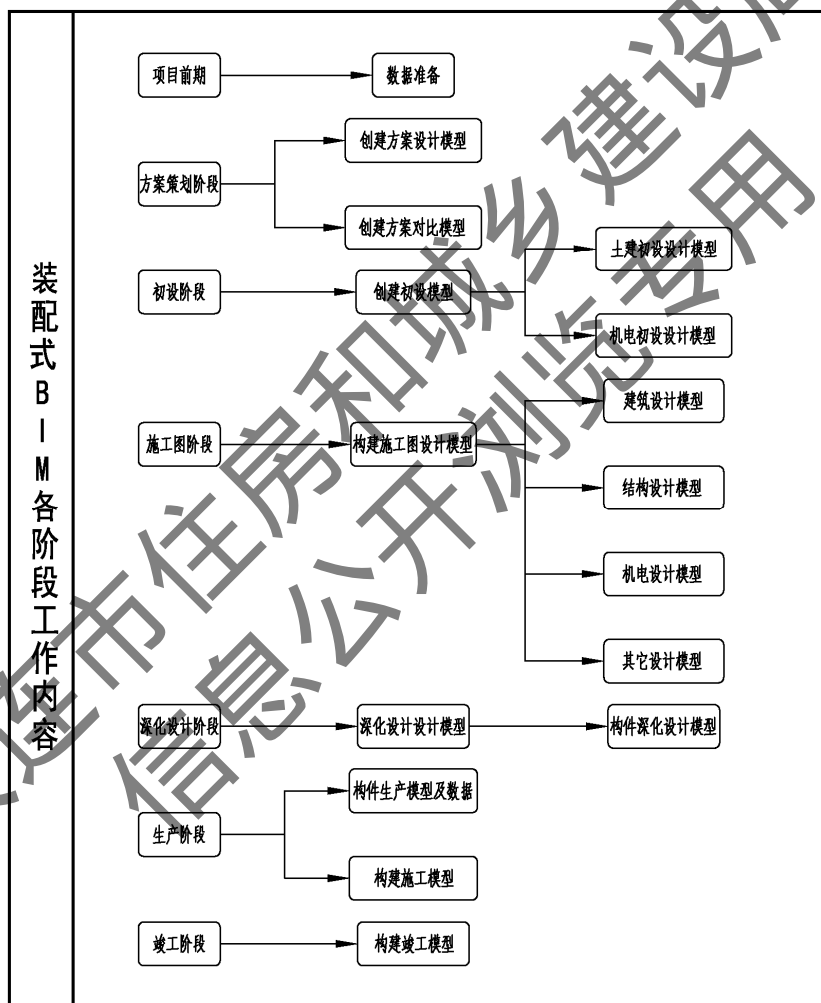 装配式BIM各阶段工作内容
项目前期
数据准备
创建方案设计模型
方案策划阶段
创建方案对比模型
土建初设设计模型
初设阶段
创建初设模型
机电初设设计模型
建筑设计模型
施工图阶段
构建施工图设计模型
结构设计模型
机电设计模型
其它设计模型
深化设计阶段
深化设计设计模型
构件深化设计模型
构件生产模型及数据
生产阶段
构建施工模型
竣工阶段
构建竣工模型
连市住房和城乡建设
信息公开浏览专用